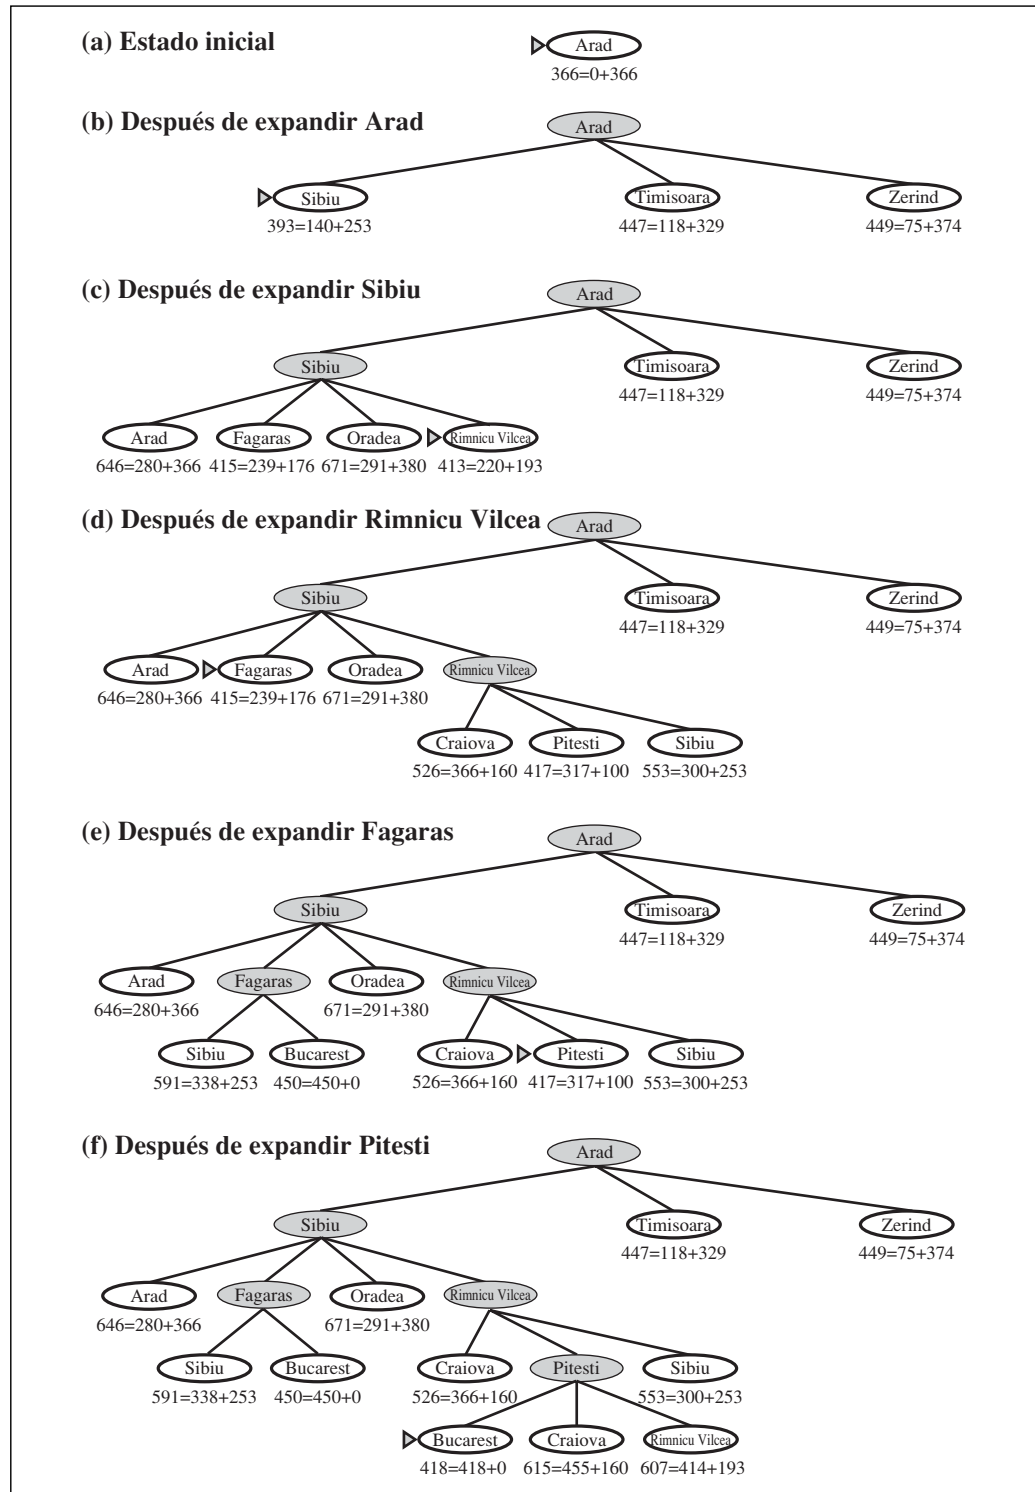 (a) Estado inicial
Arad
366=0+366
(b) Después de expandir Arad
Arad
Sibiu Timisoara Zerind
393=140+253 447=118+329 449=75+374
(c) Después de expandir Sibiu
Arad
Sibiu Timisoara Zerind
447=118+329 449=75+374
Arad Fagaras Oradea Rimnicu Vilcea
646=280+366 415=239+176 671=291+380 413=220+193
(d) Después de expandir Rimnicu Vilcea
Arad
Sibiu Timisoara Zerind
447=118+329 449=75+374
Arad Fagaras Oradea Rimnicu Vilcea
646=280+366 415=239+176 671=291+380
Craiova Pitesti Sibiu
526=366+160 417=317+100 553=300+253
(e) Después de expandir Fagaras
Arad
Sibiu Timisoara Zerind
447=118+329 449=75+374
Arad Fagaras Oradea Rimnicu Vilcea
646=280+366 671=291+380
Sibiu Bucarest Craiova Pitesti Sibiu
591=338+253 450=450+0 526=366+160 417=317+100 553=300+253
(f) Después de expandir Pitesti
Arad
Sibiu Timisoara Zerind
447=118+329 449=75+374
Arad Fagaras Oradea Rimnicu Vilcea
646=280+366 671=291+380
Sibiu Bucarest Craiova Pitesti Sibiu
591=338+253 450=450+0 526=366+160 553=300+253
Bucarest Craiova Rimnicu Vilcea
418=418+0 615=455+160 607=414+193